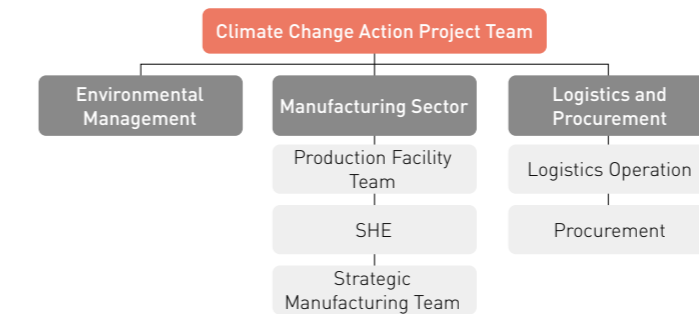 Climate Change Action Project Team
Environmental
Management
Manufacturing Sector
Logistics and
Procurement
Production Facility
Team
Logistics Operation
SHE
Procurement
Strategic
Manufacturing Team